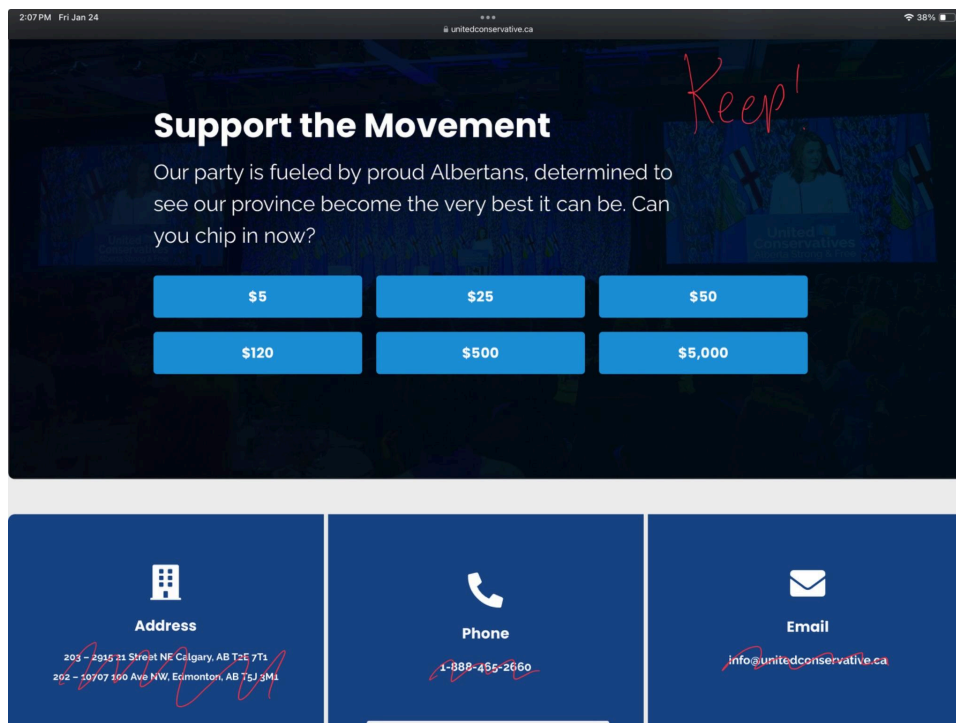 2:07 PM Fri Jan 24
unitedconservative.ca
38%
Keep!
Support the Movement
Our party is fueled by proud Albertans, determined to
see our province become the very best it can be. Can
you chip in now?
United
Conservatives
$5 $25 $50
$120 $500 $5,000
Address
203 – 2915 21 Street NE Calgary, AB T2E 7T1
202 – 10707 100 Ave NW, Edmonton, AB T5J 3M1
Phone
1-888-465-2660
Email
info@unitedconservative.ca